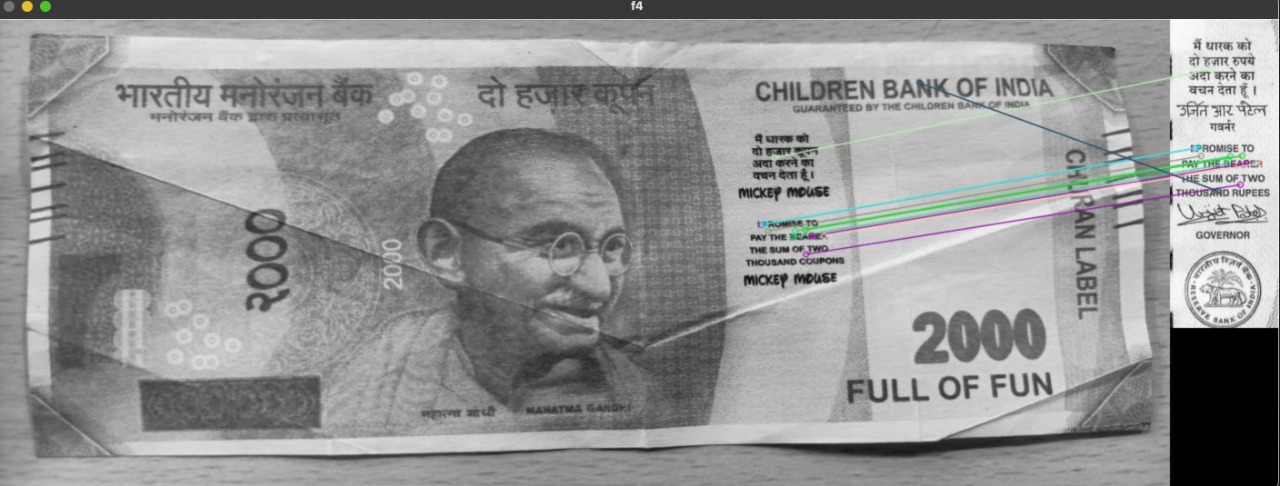 f4
भारतीय मनोरंजन बैंक
मनोरंजन बैंक द्वारा प्रत्याभूत
दो हजार कूपन
CHILDREN BANK OF INDIA
GUARANTEED BY THE CHILDREN BANK OF INDIA
मैं धारक को
दो हजार कूपन
अदा करने का
वचन देता हूँ।
MICKEY MOUSE
I PROMISE TO
PAY THE BEARER
THE SUM OF TWO
THOUSAND COUPONS
MICKEY MOUSE
२०००
2000
महात्मा गांधी
MAHATMA GANDHI
2000
FULL OF FUN
CHURAN LABEL
मैं धारक को
दो हज़ार रुपये
अदा करने का
वचन देता हूँ।
उर्जित आर पटेल
गवर्नर
I PROMISE TO
PAY THE BEARER
THE SUM OF TWO
THOUSAND RUPEES
GOVERNOR
भारतीय रिज़र्व बैंक
RESERVE BANK OF INDIA